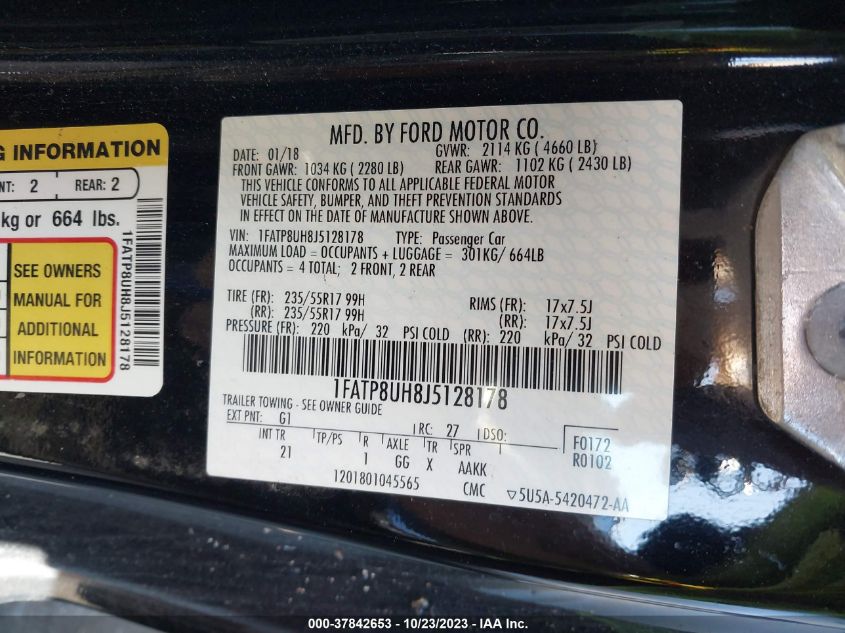 G INFORMATION
NT: 2 REAR: 2
kg or 664 lbs.
SEE OWNERS
MANUAL FOR
ADDITIONAL
INFORMATION
1FATP8UH8J5128178
MFD. BY FORD MOTOR CO.
DATE: 01/18 GVWR: 2114 KG ( 4660 LB)
FRONT GAWR: 1034 KG ( 2280 LB) REAR GAWR: 1102 KG ( 2430 LB)
THIS VEHICLE CONFORMS TO ALL APPLICABLE FEDERAL MOTOR
VEHICLE SAFETY, BUMPER, AND THEFT PREVENTION STANDARDS
IN EFFECT ON THE DATE OF MANUFACTURE SHOWN ABOVE.
VIN: 1FATP8UH8J5128178 TYPE: Passenger Car
MAXIMUM LOAD = OCCUPANTS + LUGGAGE = 301KG/ 664LB
OCCUPANTS = 4 TOTAL; 2 FRONT, 2 REAR
TIRE (FR): 235/55R17 99H RIMS (FR): 17x7.5J
(RR): 235/55R17 99H (RR): 17x7.5J
PRESSURE (FR): 220 kPa/ 32 PSI COLD (RR): 220 kPa/ 32 PSI COLD
1FATP8UH8J5128178
TRAILER TOWING - SEE OWNER GUIDE
EXT PNT: G1 RC: 27 DSO: F0172
INT TR TP/PS R AXLE TR SPR R0102
21 1 GG X AAKK
1201801045565 CMC ▽5U5A-5420472-AA
000-37842653 - 10/23/2023 - IAA Inc.